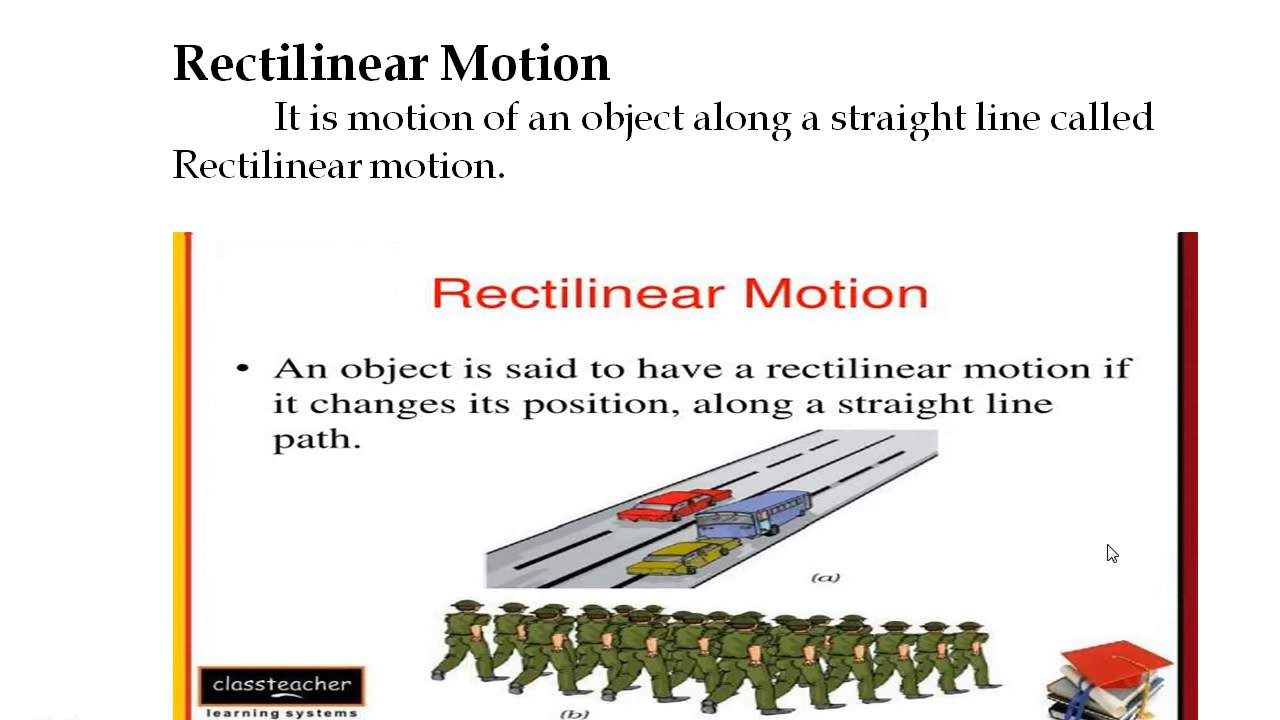 Rectilinear Motion
It is motion of an object along a straight line called
Rectilinear motion.
Rectilinear Motion
• An object is said to have a rectilinear motion if
it changes its position, along a straight line
path.
(a)
(b)
classteacher
learning systems